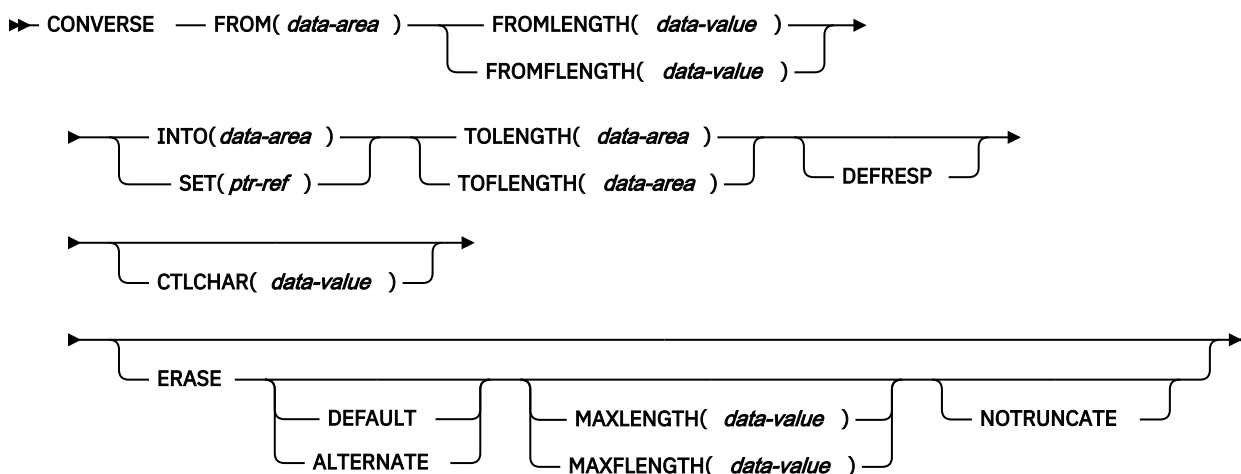 CONVERSE FROM( data-area ) FROMLENGTH( data-value )
FROMFLENGTH( data-value )
INTO( data-area ) TOLENGTH( data-area )
SET( ptr-ref ) TOFLENGTH( data-area ) DEFRESP
CTLCHAR( data-value )
ERASE
DEFAULT MAXLENGTH( data-value ) NOTRUNCATE
ALTERNATE MAXFLENGTH( data-value )